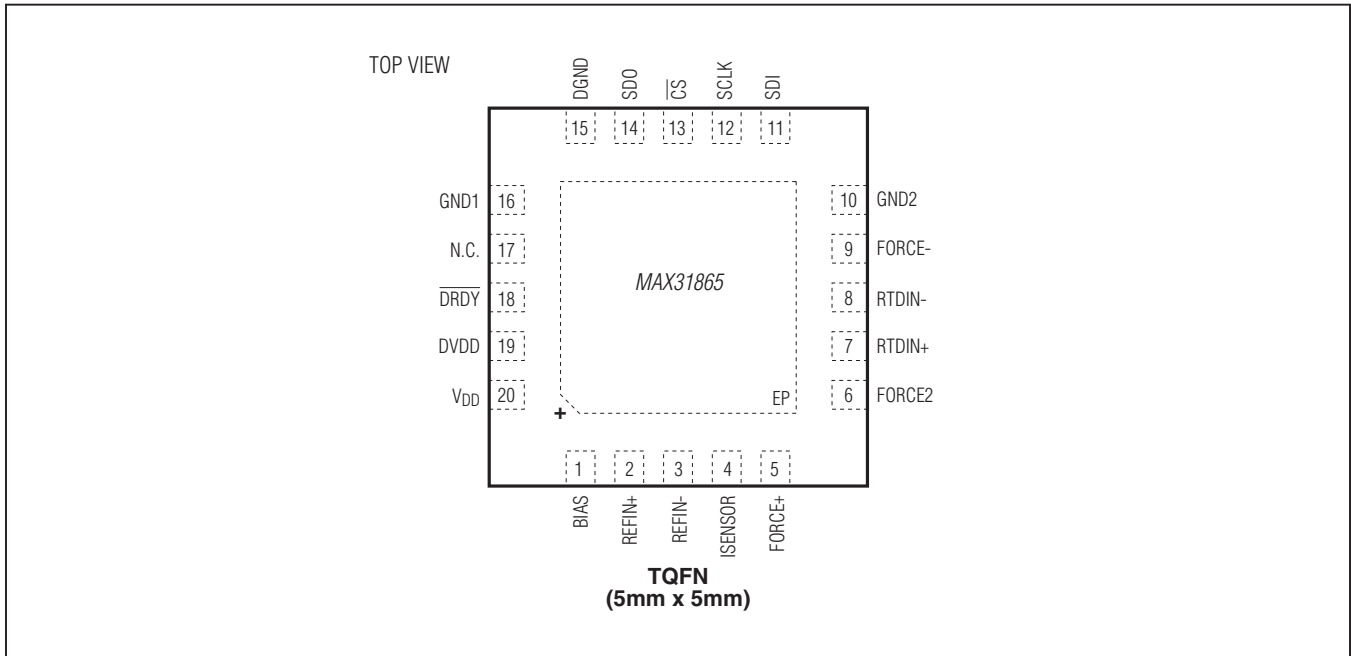 TOP VIEW
DGND
SDO
CS
SCLK
SDI
15
14
13
12
11
GND1 16
N.C. 17
DRDY 18
DVDD 19
VDD 20
10 GND2
9 FORCE-
8 RTDIN-
7 RTDIN+
6 FORCE2
MAX31865
EP
+
1
2
3
4
5
BIAS
REFIN+
REFIN-
ISENSOR
FORCE+
TQFN
(5mm x 5mm)